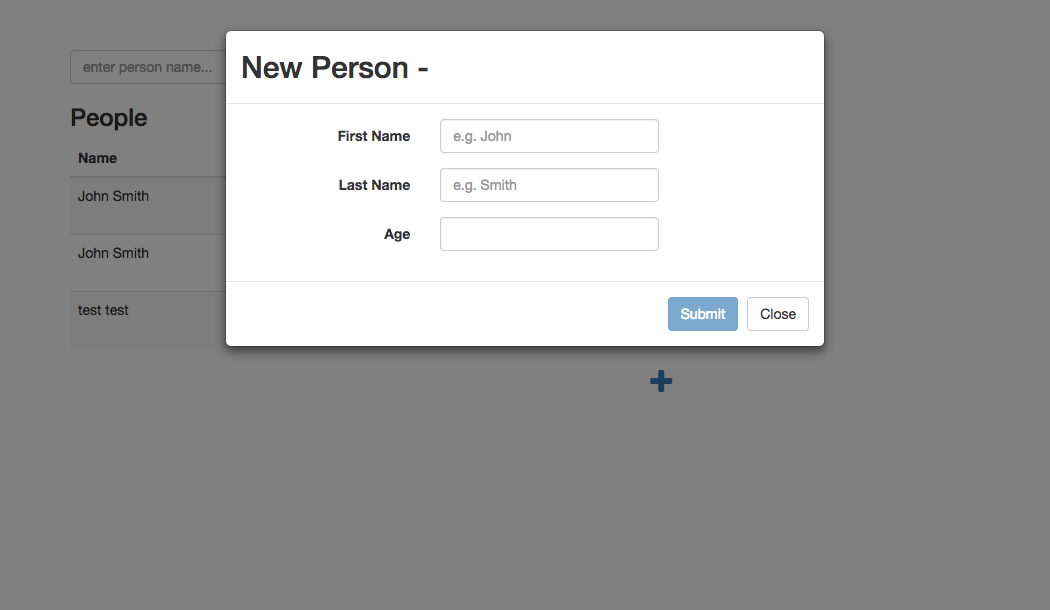 enter person name...
People
Name
John Smith
John Smith
test test
New Person -
First Name e.g. John
Last Name e.g. Smith
Age
Submit Close